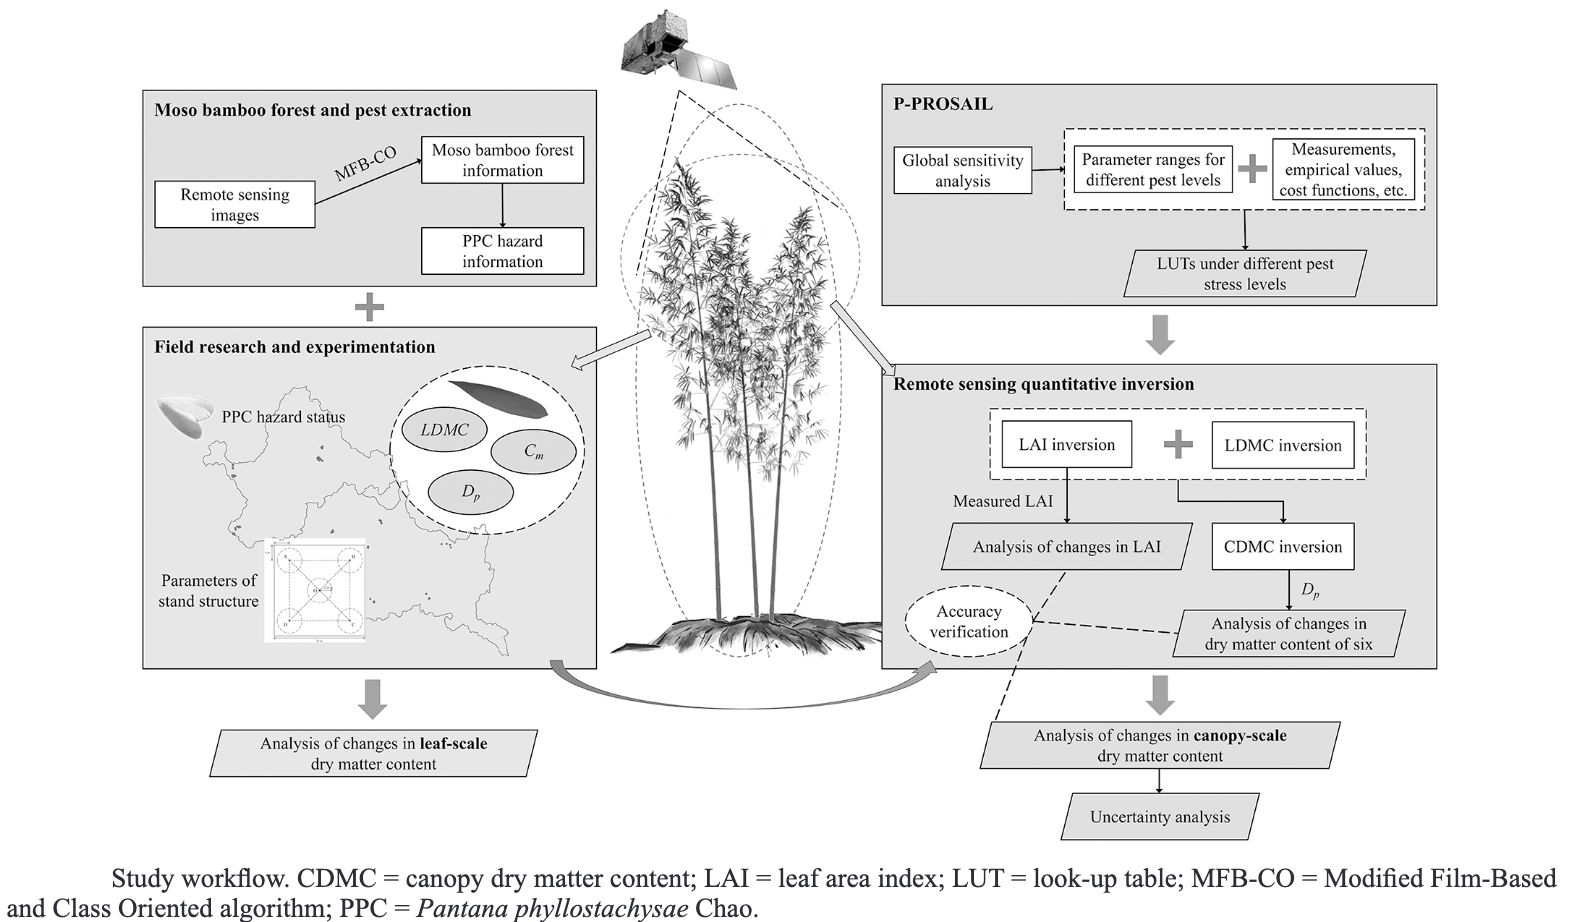 Moso bamboo forest and pest extraction
Remote sensing
images
MFB-CO
Moso bamboo forest
information
PPC hazard
information
Field research and experimentation
PPC hazard status
LDMC
Cm
Dp
Parameters of
stand structure
Analysis of changes in leaf-scale
dry matter content
P-PROSAIL
Global sensitivity
analysis
Parameter ranges for
different pest levels
Measurements,
empirical values,
cost functions, etc.
LUTs under different pest
stress levels
Remote sensing quantitative inversion
LAI inversion
LDMC inversion
Measured LAI
Analysis of changes in LAI
CDMC inversion
Dp
Accuracy
verification
Analysis of changes in
dry matter content of six
Analysis of changes in canopy-scale
dry matter content
Uncertainty analysis
Study workflow. CDMC = canopy dry matter content; LAI = leaf area index; LUT = look-up table; MFB-CO = Modified Film-Based
and Class Oriented algorithm; PPC = Pantana phyllostachysae Chao.